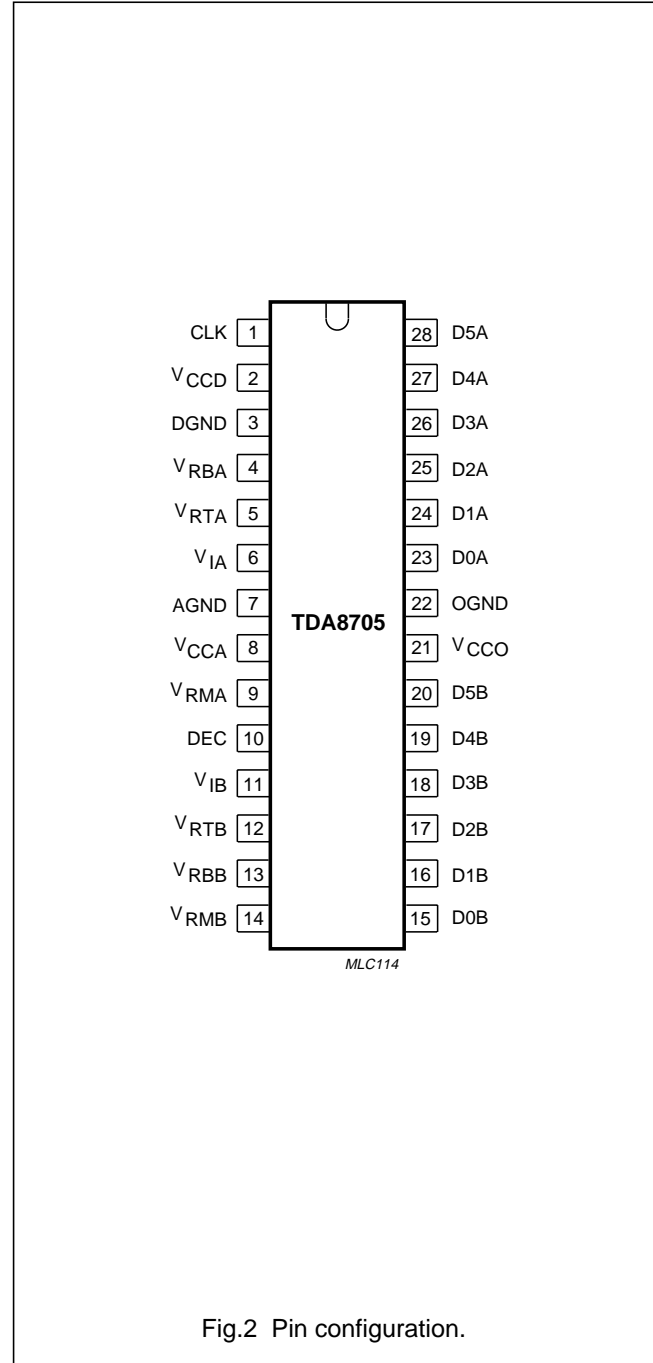 CLK 1 28 D5A
VCCD 2 27 D4A
DGND 3 26 D3A
VRBA 4 25 D2A
VRTA 5 24 D1A
VIA 6 23 D0A
AGND 7 22 OGND
TDA8705
VCCA 8 21 VCCO
VRMA 9 20 D5B
DEC 10 19 D4B
VIB 11 18 D3B
VRTB 12 17 D2B
VRBB 13 16 D1B
VRMB 14 15 D0B
MLC114
Fig.2 Pin configuration.